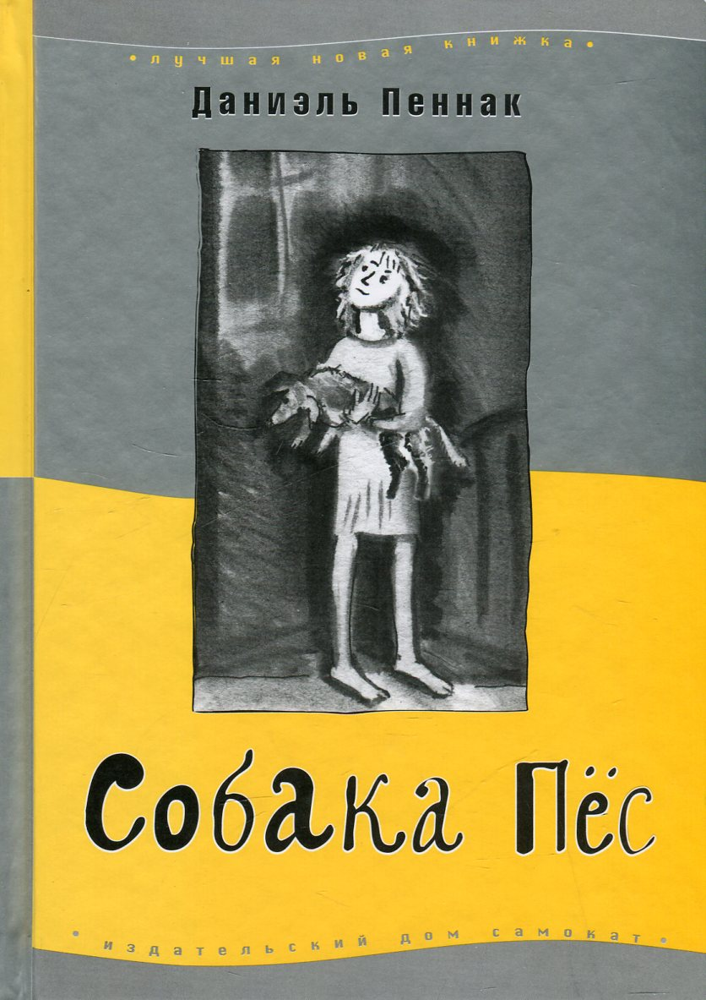 •лучшая новая книжка•
Даниэль Пеннак
Собака Пёс
•издательский дом самокат•